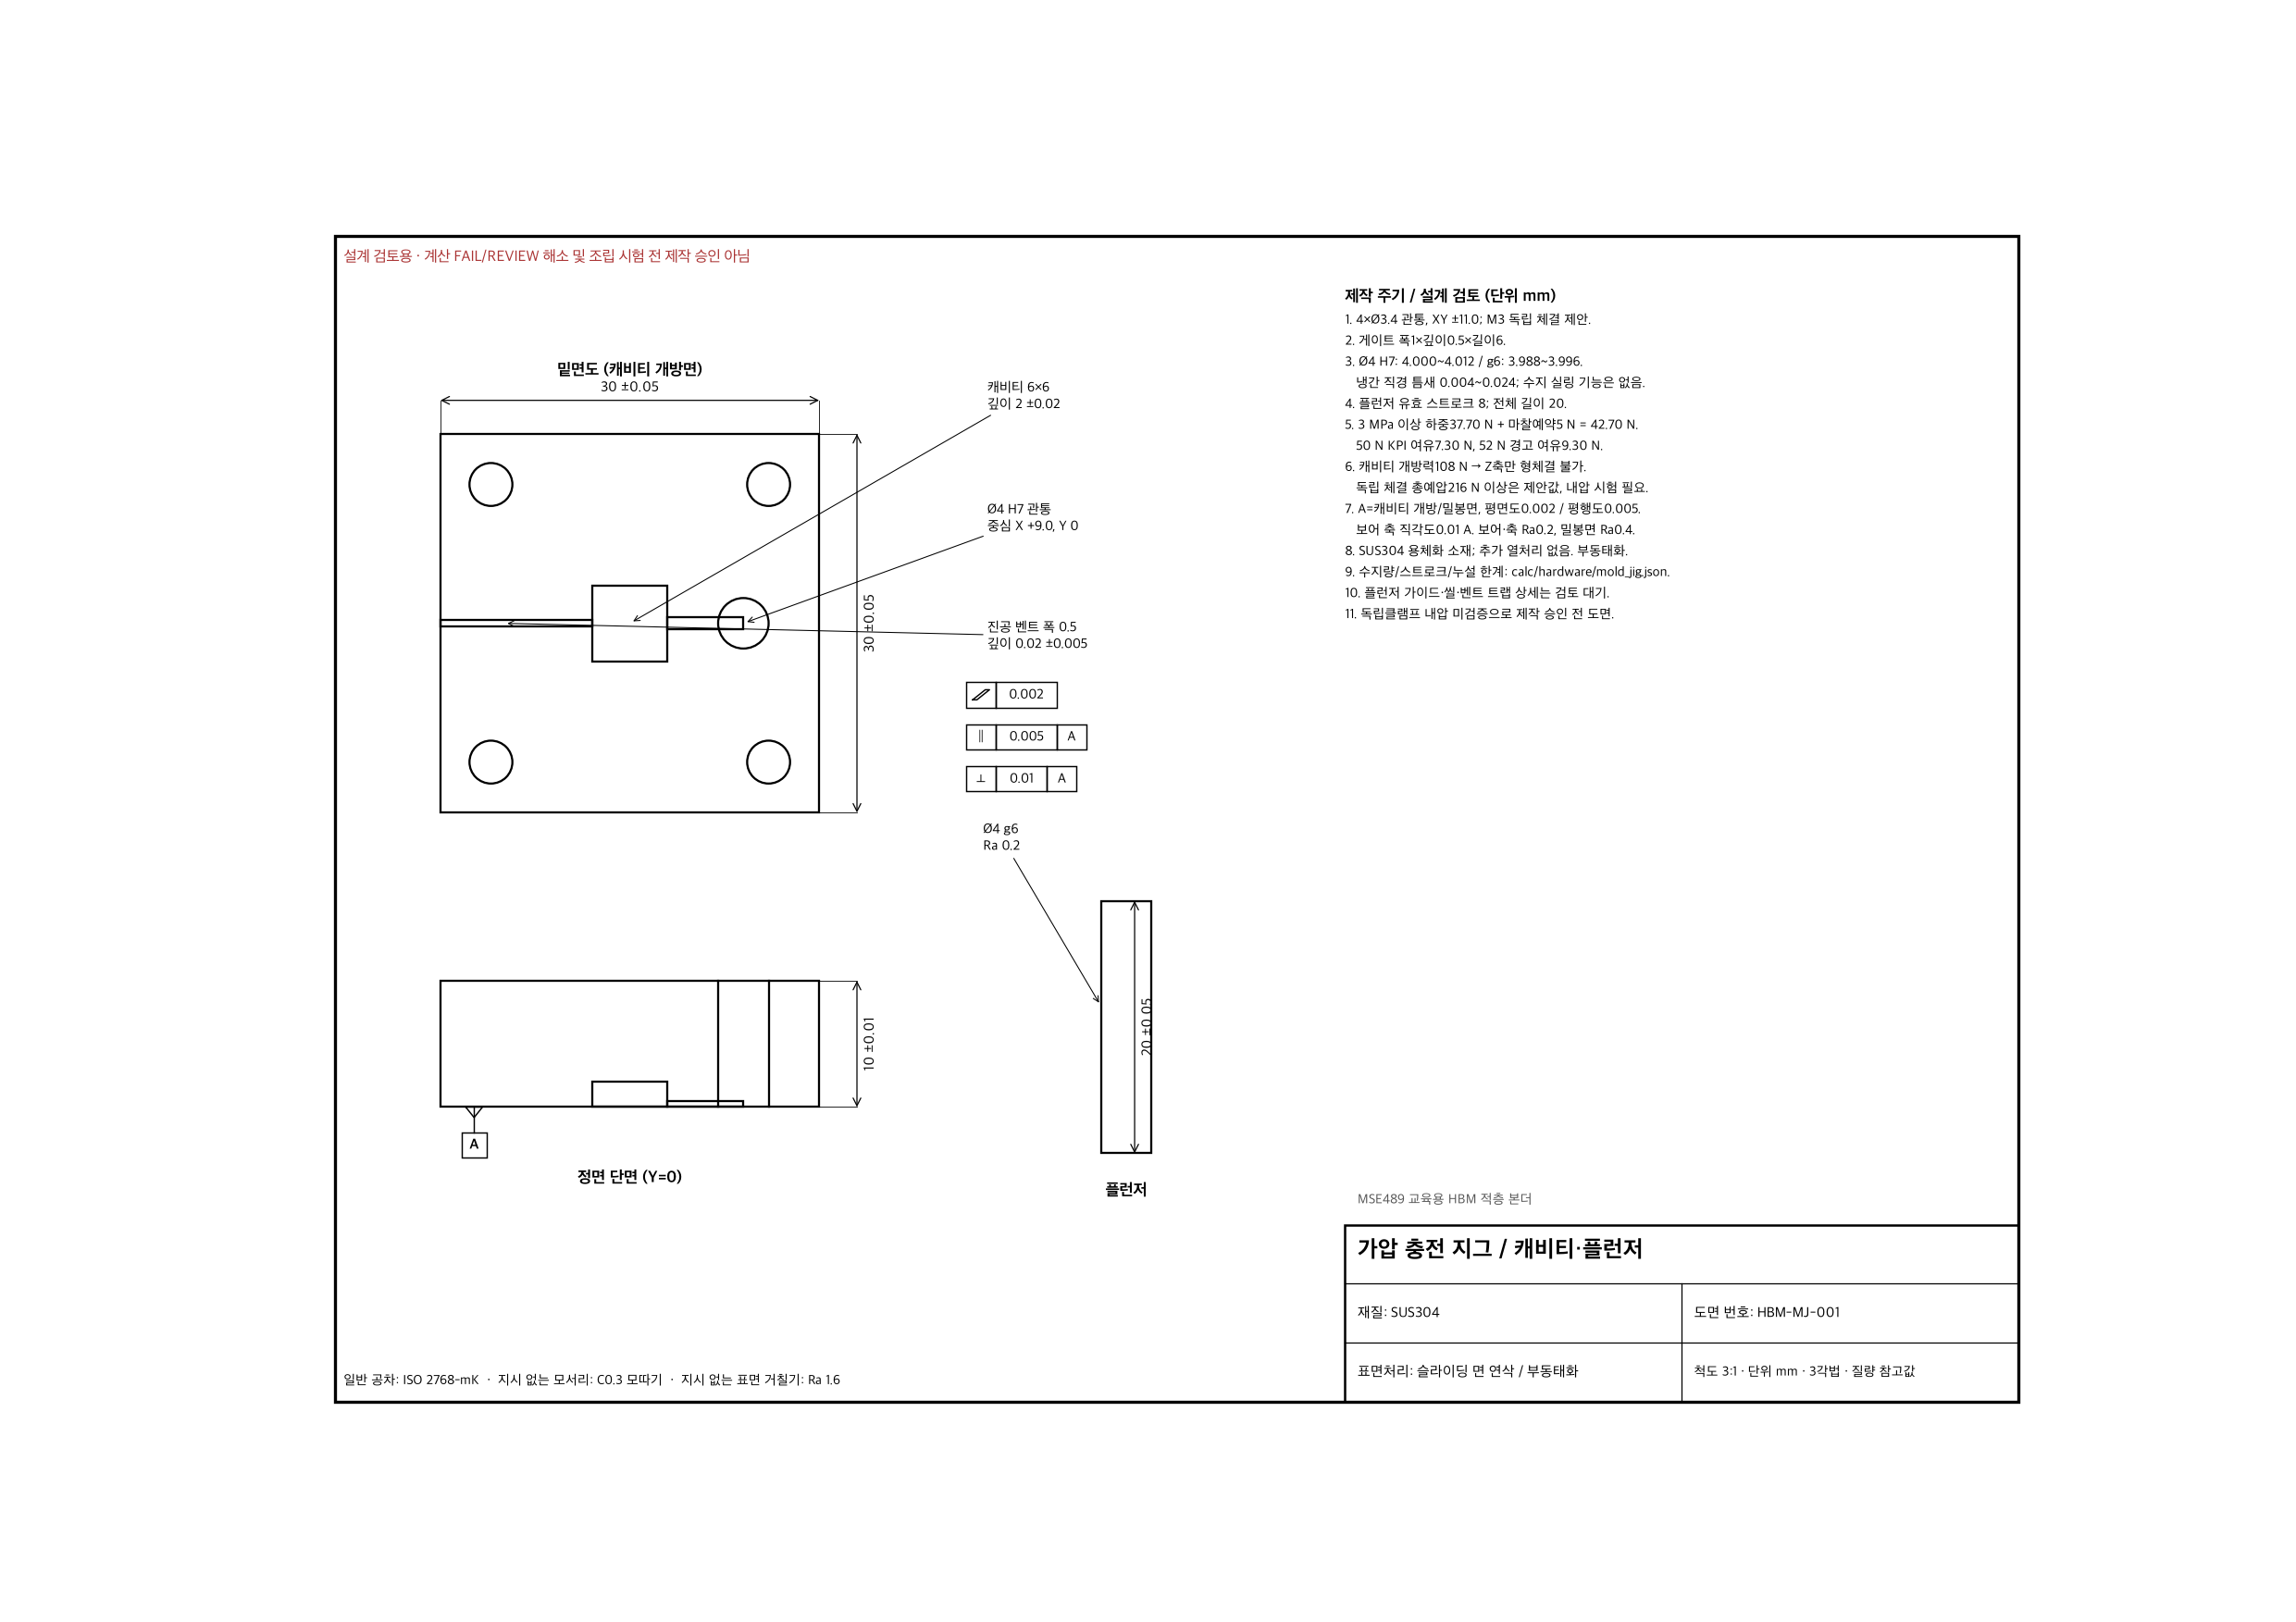 설계 검토용 · 계산 FAIL/REVIEW 해소 및 조립 시험 전 제작 승인 아님
제작 주기 / 설계 검토 (단위 mm)
1. 4×Ø3.4 관통, XY ±11.0; M3 독립 체결 제안.
2. 게이트 폭1×깊이0.5×길이6.
3. Ø4 H7: 4.000~4.012 / g6: 3.988~3.996.
냉간 직경 틈새 0.004~0.024; 수지 실링 기능은 없음.
4. 플런저 유효 스트로크 8; 전체 길이 20.
5. 3 MPa 이상 하중37.70 N + 마찰예약5 N = 42.70 N.
50 N KPI 여유7.30 N, 52 N 경고 여유9.30 N.
6. 캐비티 개방력108 N → Z축만 형체결 불가.
독립 체결 총예압216 N 이상은 제안값, 내압 시험 필요.
7. A=캐비티 개방/밀봉면, 평면도0.002 / 평행도0.005.
보어 축 직각도0.01 A. 보어·축 Ra0.2, 밀봉면 Ra0.4.
8. SUS304 용체화 소재; 추가 열처리 없음. 부동태화.
9. 수지량/스트로크/누설 한계: calc/hardware/mold_jig.json.
10. 플런저 가이드·씰·벤트 트랩 상세는 검토 대기.
11. 독립클램프 내압 미검증으로 제작 승인 전 도면.
밑면도 (캐비티 개방면)
30 ±0.05
캐비티 6×6
깊이 2 ±0.02
Ø4 H7 관통
중심 X +9.0, Y 0
30 ±0.05
진공 벤트 폭 0.5
깊이 0.02 ±0.005
0.002
∥ 0.005 A
⊥ 0.01 A
Ø4 g6
Ra 0.2
20 ±0.05
10 ±0.01
A
정면 단면 (Y=0)
플런저
MSE489 교육용 HBM 적층 본더
가압 충전 지그 / 캐비티·플런저
재질: SUS304
도면 번호: HBM-MJ-001
표면처리: 슬라이딩 면 연삭 / 부동태화
척도 3:1 · 단위 mm · 3각법 · 질량 참고값
일반 공차: ISO 2768-mK · 지시 없는 모서리: C0.3 모따기 · 지시 없는 표면 거칠기: Ra 1.6